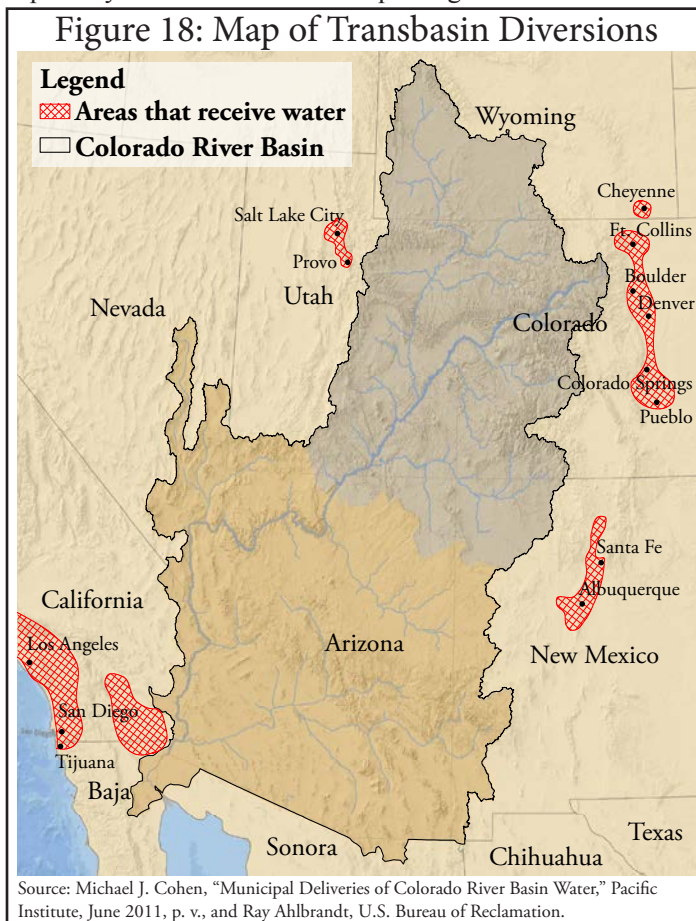 Figure 18: Map of Transbasin Diversions
Legend
Areas that receive water
Colorado River Basin
Wyoming
Cheyenne
Salt Lake City
Ft. Collins
Provo
Boulder
Utah
Nevada
Denver
Colorado
Colorado Springs
Pueblo
Santa Fe
California
Albuquerque
Los Angeles
Arizona
New Mexico
San Diego
Tijuana
Baja
Texas
Sonora
Chihuahua
Source: Michael J. Cohen, “Municipal Deliveries of Colorado River Basin Water,” Pacific
Institute, June 2011, p. v., and Ray Ahlbrandt, U.S. Bureau of Reclamation.